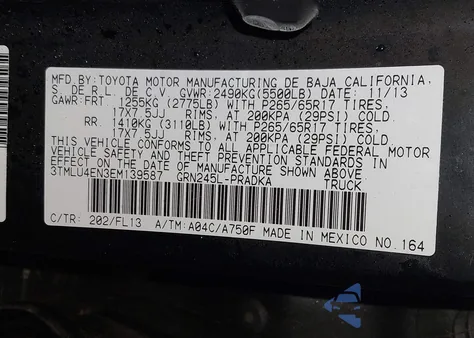 MFD.BY:TOYOTA MOTOR MANUFACTURING DE BAJA CALIFORNIA,
S. DE R.L. DE C.V. GVWR:2490KG(5500LB) DATE: 11/13
GAWR:FRT 1255KG (2775LB) WITH P265/65R17 TIRES,
17X7.5JJ RIMS, AT 200KPA (29PSI) COLD.
RR 1410KG (3110LB) WITH P265/65R17 TIRES,
17X7.5JJ RIMS, AT 200KPA (29PSI) COLD.
THIS VEHICLE CONFORMS TO ALL APPLICABLE FEDERAL MOTOR
VEHICLE SAFETY AND THEFT PREVENTION STANDARDS IN
EFFECT ON THE DATE OF MANUFACTURE SHOWN ABOVE.
3TMLU4EN3EM139587 GRN245L-PRADKA TRUCK
C/TR: 202/FL13 A/TM:A04C/A750F MADE IN MEXICO NO.164